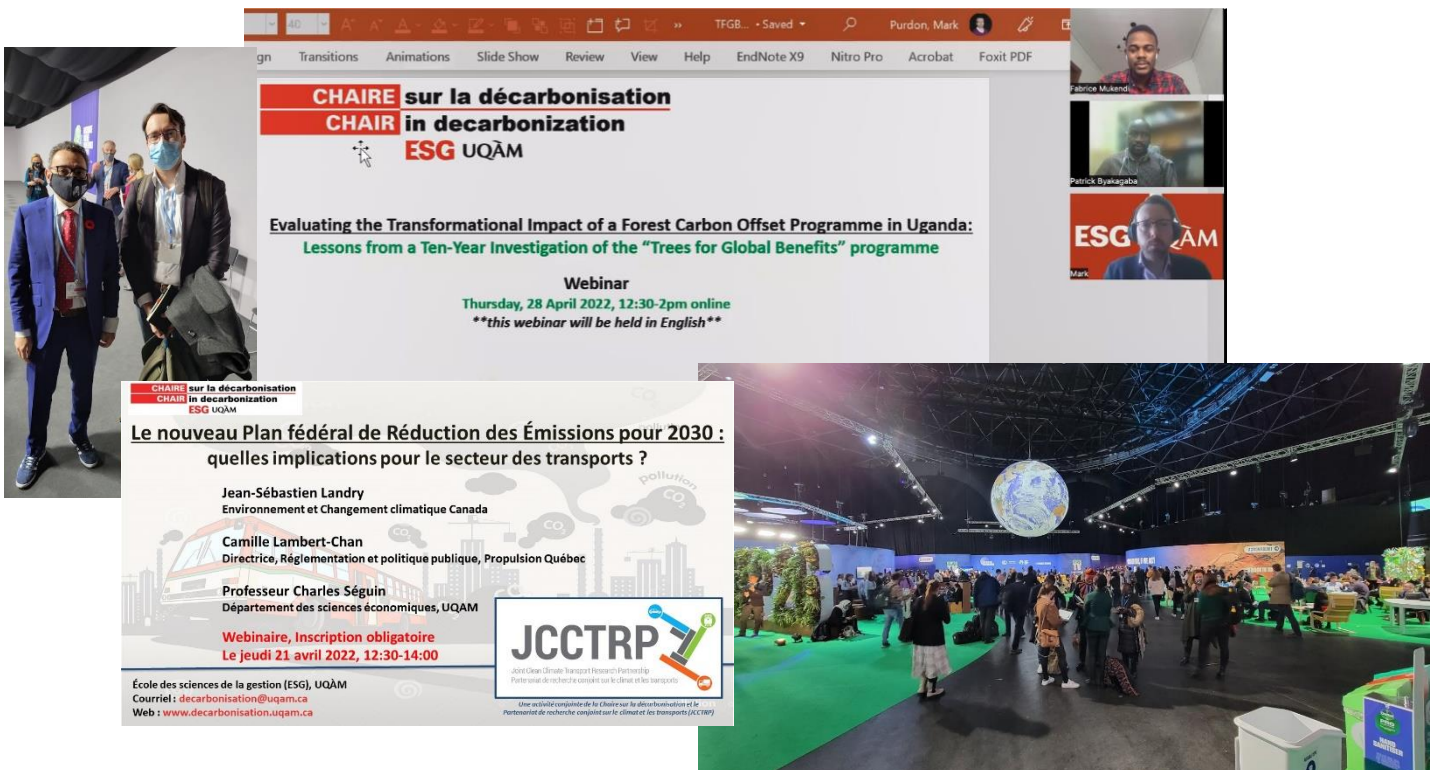 40
TFGB... • Saved
Purdon, Mark
gn Transitions Animations Slide Show Review View Help EndNote X9 Nitro Pro Acrobat Foxit PDF
CHAIRE sur la décarbonisation
CHAIR in decarbonization
ESG UQÀM
Evaluating the Transformational Impact of a Forest Carbon Offset Programme in Uganda:
Lessons from a Ten-Year Investigation of the “Trees for Global Benefits” programme
Webinar
Thursday, 28 April 2022, 12:30-2pm online
**this webinar will be held in English**
Fabrice Mukendi
Patrick Byakagaba
ESG UQÀM
Mark
CHAIRE sur la décarbonisation
CHAIR in decarbonization
ESG UQÀM
Le nouveau Plan fédéral de Réduction des Émissions pour 2030 :
quelles implications pour le secteur des transports ?
pollution
CO₂
CO₂
CO₂
Jean-Sébastien Landry
Environnement et Changement climatique Canada
Camille Lambert-Chan
Directrice, Réglementation et politique publique, Propulsion Québec
Professeur Charles Séguin
Département des sciences économiques, UQAM
Webinaire, Inscription obligatoire
Le jeudi 21 avril 2022, 12:30-14:00
JCCTRP
Joint Clean Climate Transport Research Partnership
Partenariat de recherche conjoint sur le climat et les transports
École des sciences de la gestion (ESG), UQÀM
Courriel : decarbonisation@uqam.ca
Web : www.decarbonisation.uqam.ca
Une activité conjointe de la Chaire sur la décarbonisation et le
Partenariat de recherche conjoint sur le climat et les transports (JCCTRP)
HAND
SANITISER